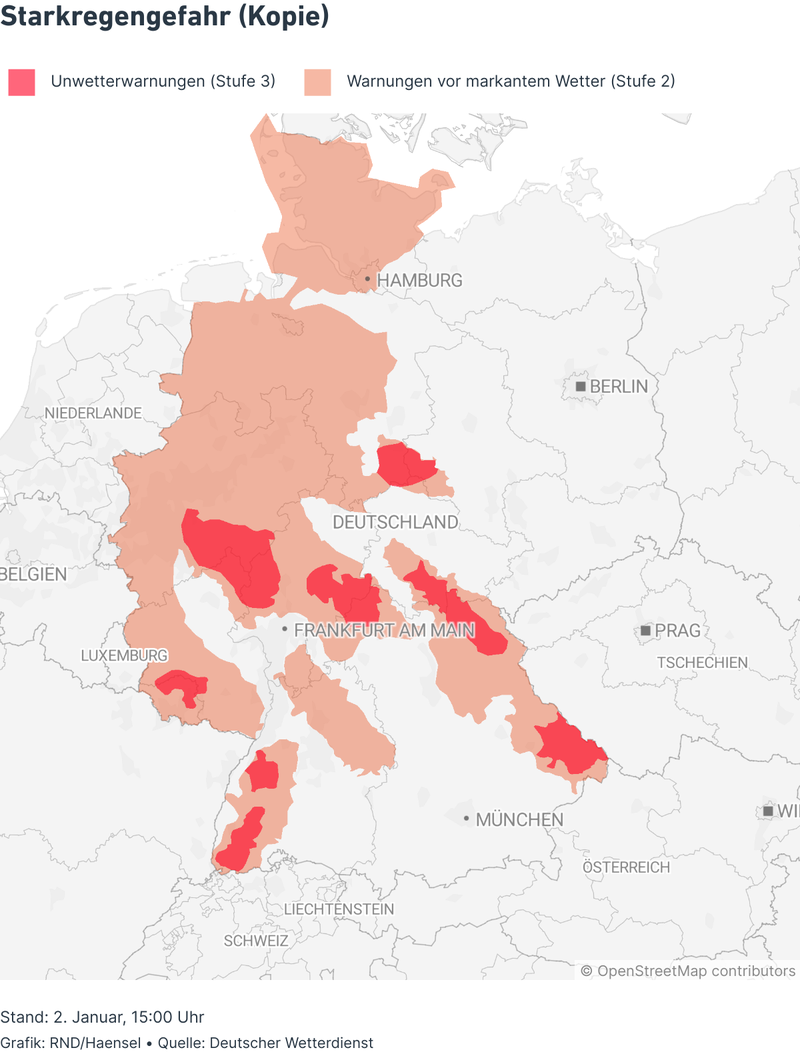 Starkregengefahr (Kopie)
Unwetterwarnungen (Stufe 3)
Warnungen vor markantem Wetter (Stufe 2)
HAMBURG
BERLIN
NIEDERLANDE
DEUTSCHLAND
BELGIEN
FRANKFURT AM MAIN
PRAG
LUXEMBURG
TSCHECHIEN
MÜNCHEN
WI
ÖSTERREICH
LIECHTENSTEIN
SCHWEIZ
© OpenStreetMap contributors
Stand: 2. Januar, 15:00 Uhr
Grafik: RND/Haensel • Quelle: Deutscher Wetterdienst